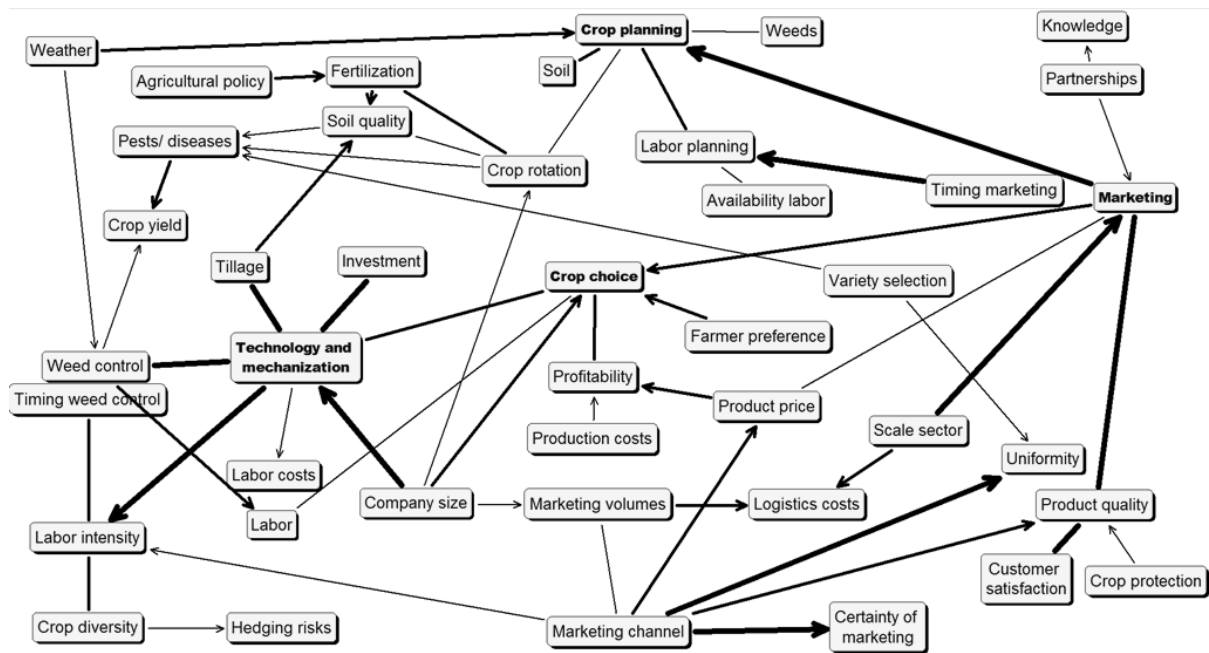 Knowledge
Crop planning
Weeds
Weather
Soil
Fertilization
Agricultural policy
Partnerships
Soil quality
Pests/ diseases
Labor planning
Crop rotation
Timing marketing
Marketing
Availability labor
Crop yield
Tillage
Investment
Crop choice
Variety selection
Farmer preference
Technology and
mechanization
Weed control
Profitability
Timing weed control
Product price
Production costs
Scale sector
Uniformity
Labor costs
Company size
Marketing volumes
Logistics costs
Product quality
Labor
Labor intensity
Customer
satisfaction
Crop protection
Crop diversity
Hedging risks
Marketing channel
Certainty of
marketing